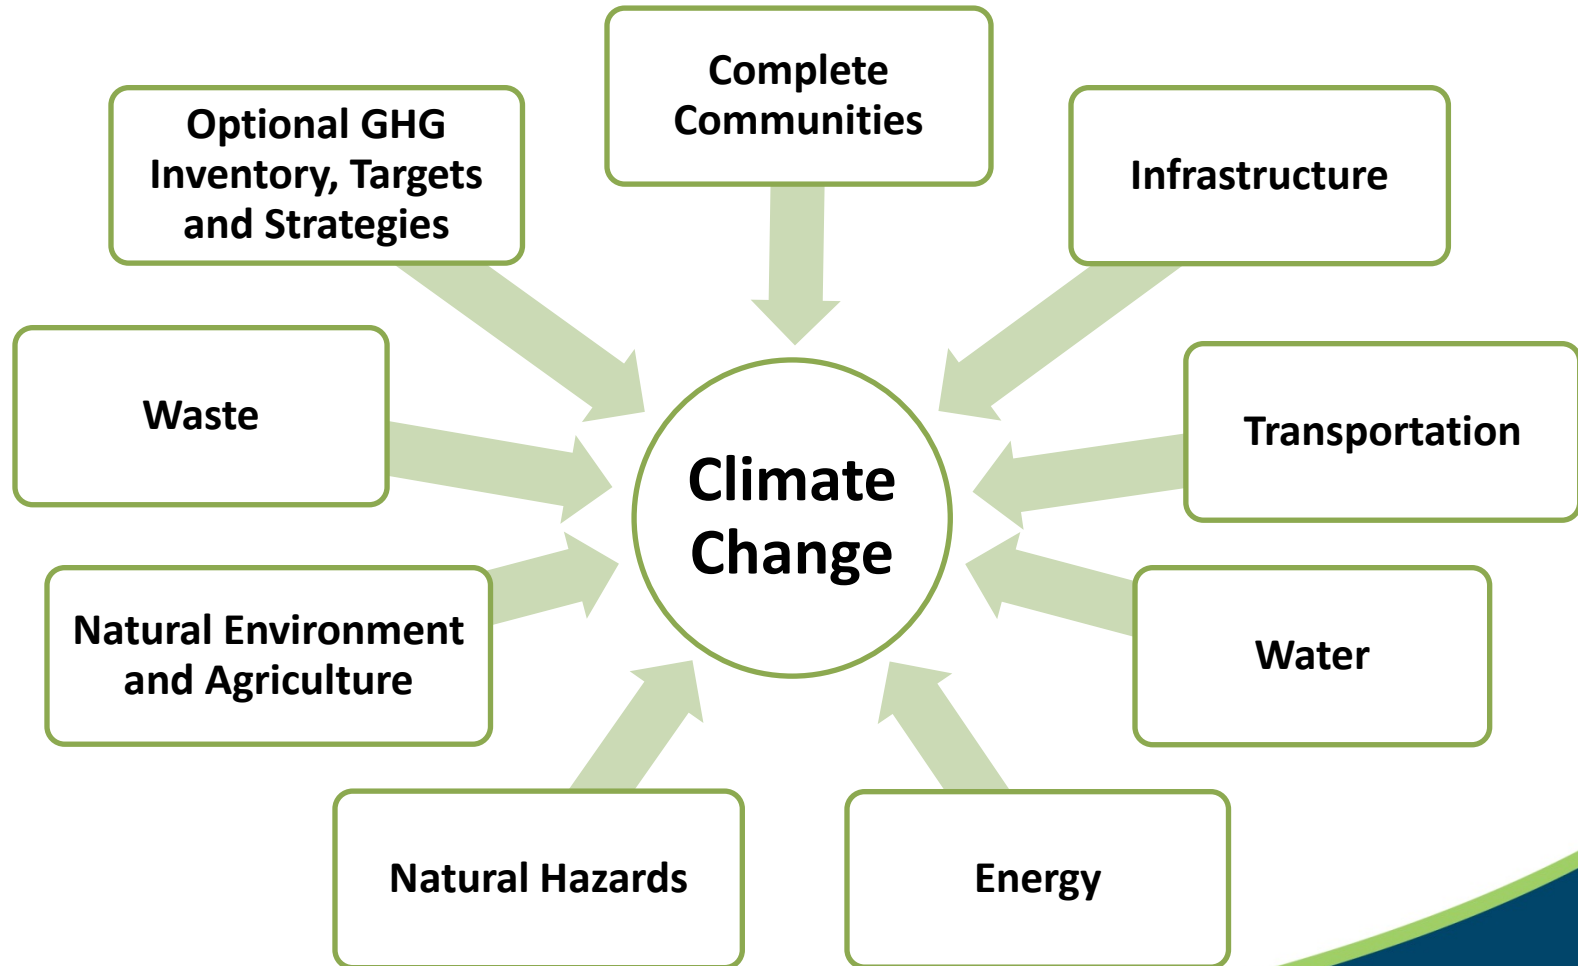 Complete
Communities
Optional GHG
Inventory, Targets
and Strategies
Infrastructure
Waste
Transportation
Climate
Change
Natural Environment
and Agriculture
Water
Natural Hazards
Energy